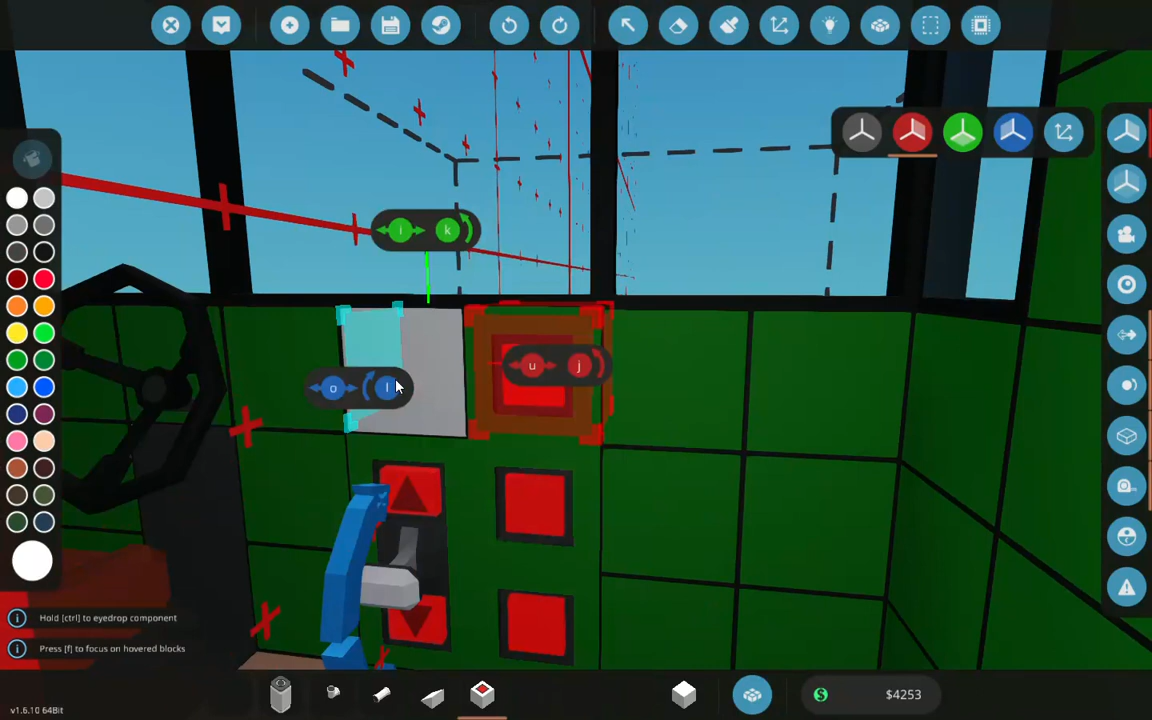 i k
u j
o l
Hold [ctrl] to eyedrop component
Press [f] to focus on hovered blocks
$ $4253
v1.6.10 64Bit